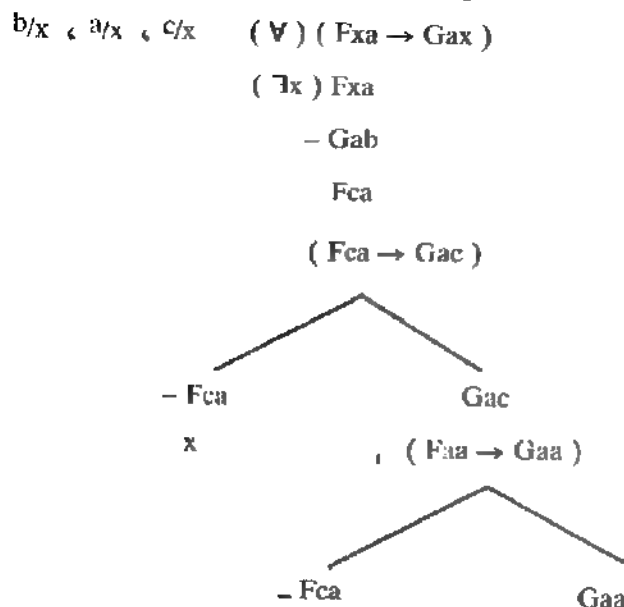 b/x ، a/x ، c/x ( ∀ ) ( Fxa → Gax )
( ∃x ) Fxa
– Gab
Fca
( Fca → Gac )
– Fca Gac
x
( Faa → Gaa )
– Fca Gaa